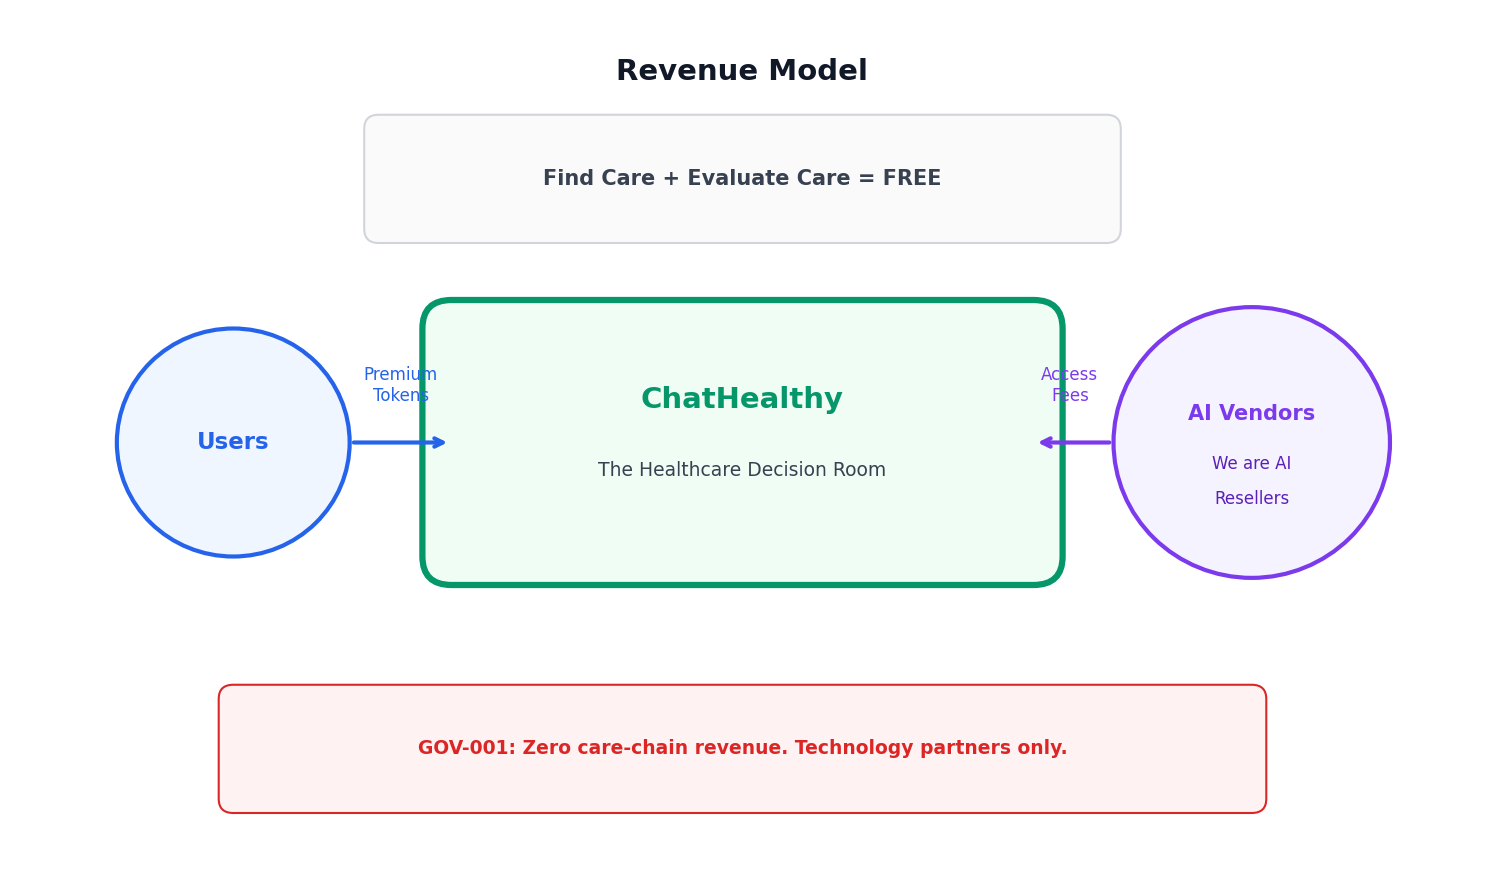 Revenue Model
Find Care + Evaluate Care = FREE
Premium
Tokens
Users
ChatHealthy
The Healthcare Decision Room
Access
Fees
AI Vendors
We are AI
Resellers
GOV-001: Zero care-chain revenue. Technology partners only.